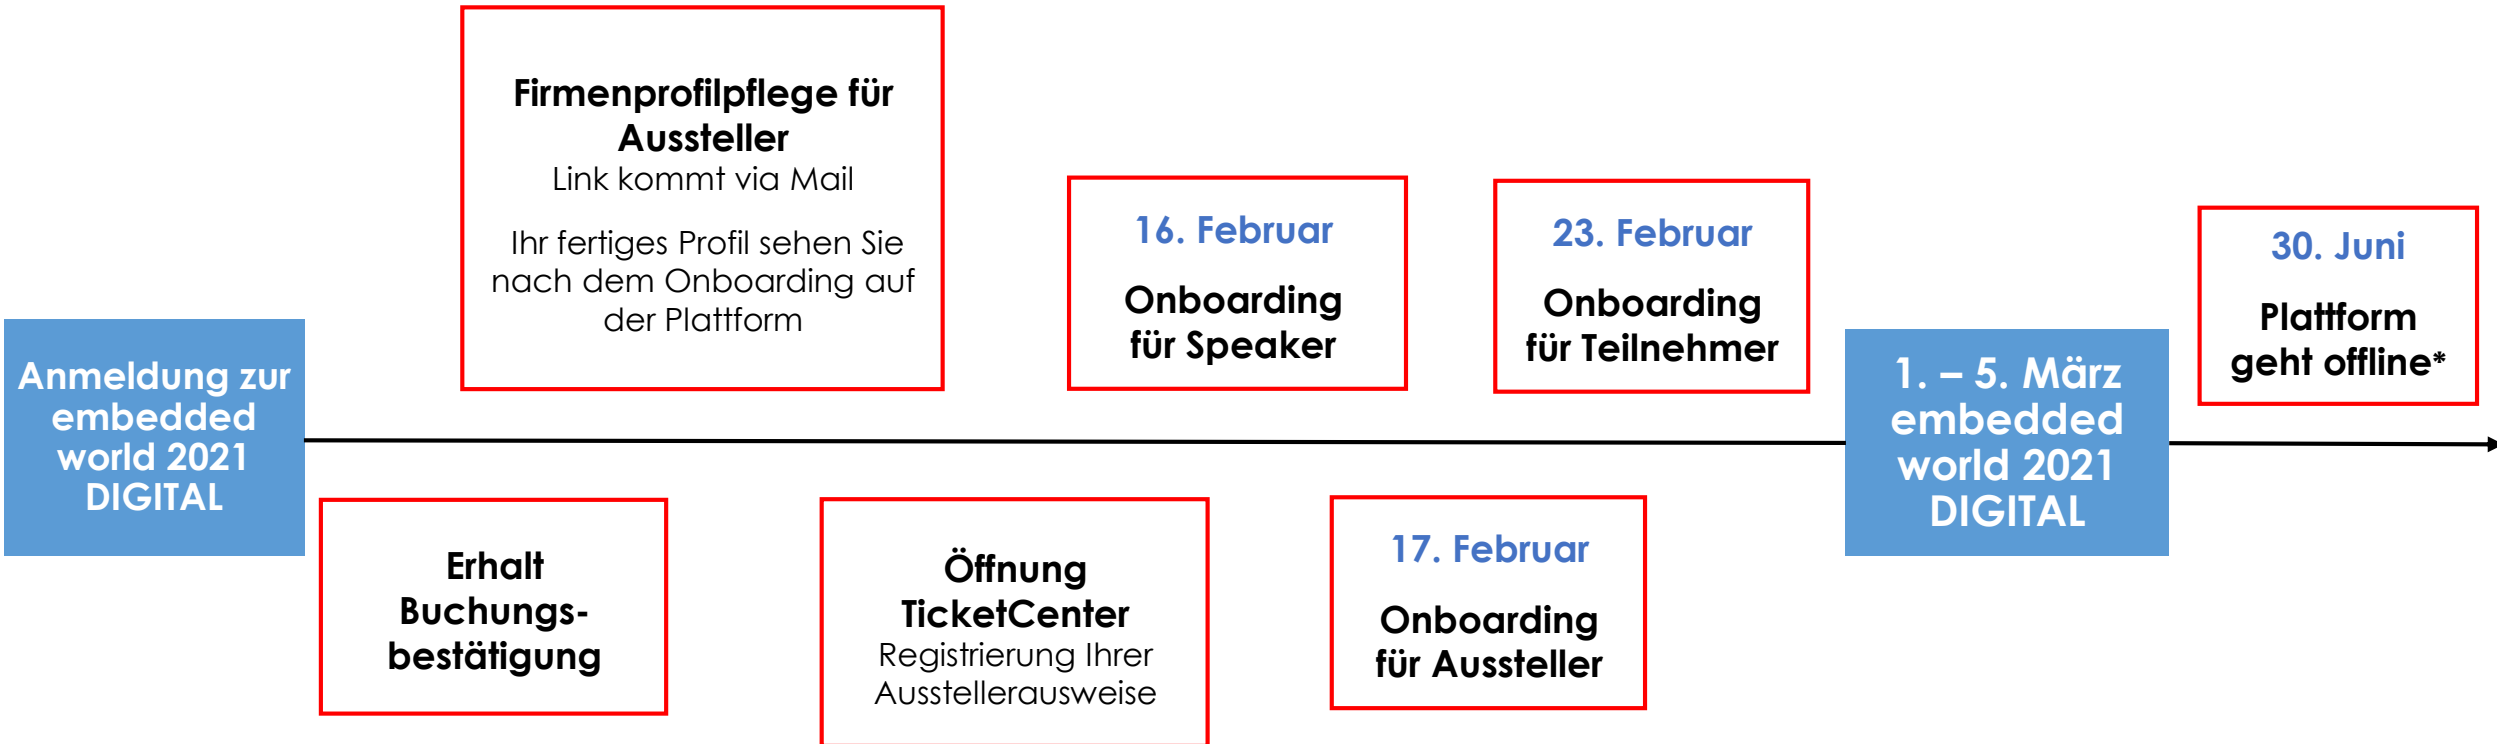 Anmeldung zur
embedded
world 2021
DIGITAL
Erhalt
Buchungs-
bestätigung
Firmenprofilpflege für
Aussteller
Link kommt via Mail
Ihr fertiges Profil sehen Sie
nach dem Onboarding auf
der Plattform
Öffnung
TicketCenter
Registrierung Ihrer
Ausstellerausweise
16. Februar
Onboarding
für Speaker
17. Februar
Onboarding
für Aussteller
23. Februar
Onboarding
für Teilnehmer
1. – 5. März
embedded
world 2021
DIGITAL
30. Juni
Plattform
geht offline*